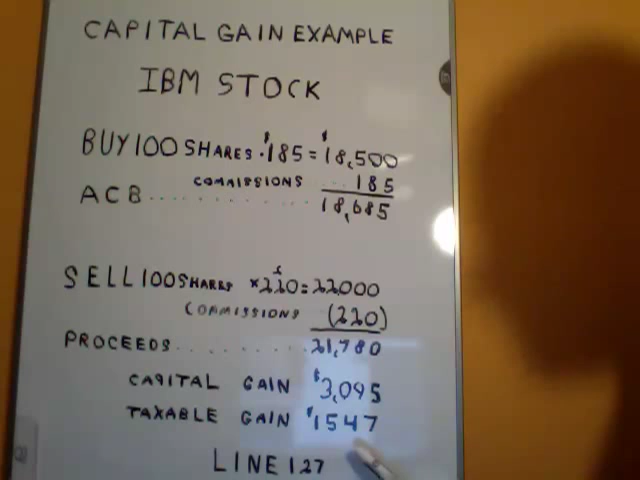 CAPITAL GAIN EXAMPLE
IBM STOCK
BUY 100 SHARES · $185 = $18,500
COMMISSIONS ... 185
ACB ............ 18,685
SELL 100 SHARES × $220 = 22000
COMMISSIONS (220)
PROCEEDS ............ 21,780
CAPITAL GAIN $3,095
TAXABLE GAIN $1547
LINE 127